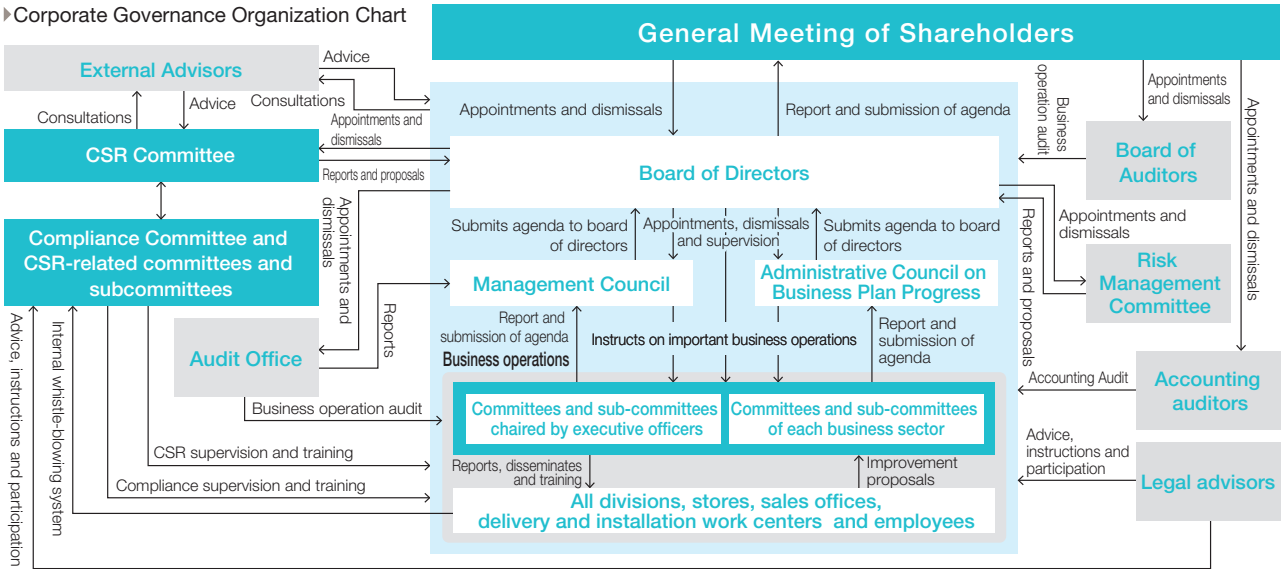 Corporate Governance Organization Chart
General Meeting of Shareholders
External Advisors
Advice
Consultations
Consultations
Advice
Appointments and
dismissals
CSR Committee
Reports and proposals
Appointments and dismissals
Report and submission of agenda
Business
operation audit
Appointments
and dismissals
Appointments and dismissals
Board of
Auditors
Board of Directors
Appointments and
dismissals
Compliance Committee and
CSR-related committees and
subcommittees
Submits agenda to board
of directors
Appointments, dismissals
and supervision
Submits agenda to board
of directors
Reports and proposals
Appointments and
dismissals
Risk
Management
Committee
Management Council
Administrative Council on
Business Plan Progress
Advice, instructions and participation
Internal whistle-blowing system
Audit Office
Reports
Report and
submission of agenda
Business operations
Instructs on important business operations
Report and
submission of
agenda
Accounting Audit
Accounting
auditors
Business operation audit
Committees and sub-committees
chaired by executive officers
Committees and sub-committees
of each business sector
CSR supervision and training
Reports, disseminates
and training
Improvement
proposals
Advice,
instructions and
participation
Legal advisors
Compliance supervision and training
All divisions, stores, sales offices,
delivery and installation work centers and employees